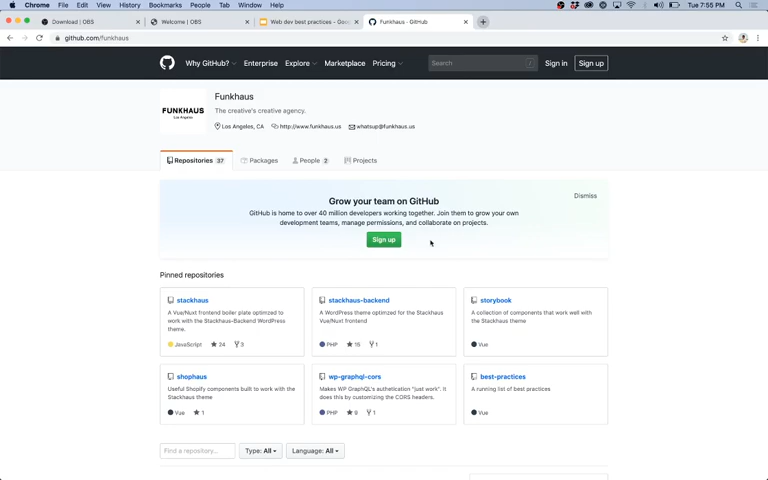 Chrome File Edit View History Bookmarks People Tab Window Help Tue 7:55 PM
Download | OBS Welcome | OBS Web dev best practices – Goog Funkhaus · GitHub
github.com/funkhaus
Why GitHub? Enterprise Explore Marketplace Pricing Search / Sign in Sign up
Funkhaus
FUNKHAUS
Los Angeles
The creative's creative agency.
Los Angeles, CA http://www.funkhaus.us whatsup@funkhaus.us
Repositories 37 Packages People 2 Projects
Dismiss
Grow your team on GitHub
GitHub is home to over 40 million developers working together. Join them to grow your own
development teams, manage permissions, and collaborate on projects.
Sign up
Pinned repositories
stackhaus
A Vue/Nuxt frontend boiler plate optimized to
work with the Stackhaus-Backend WordPress
theme.
JavaScript 24 3
stackhaus-backend
A WordPress theme optimized for the Stackhaus
Vue/Nuxt frontend
PHP 15 1
storybook
A collection of components that work well with
the Stackhaus theme
Vue
shophaus
Useful Shopify components built to work with the
Stackhaus theme
Vue 1
wp-graphql-cors
Makes WP GraphQL's authetication "just work". It
does this by customizing the CORS headers.
PHP 9 1
best-practices
A running list of best practices
Vue
Find a repository… Type: All Language: All